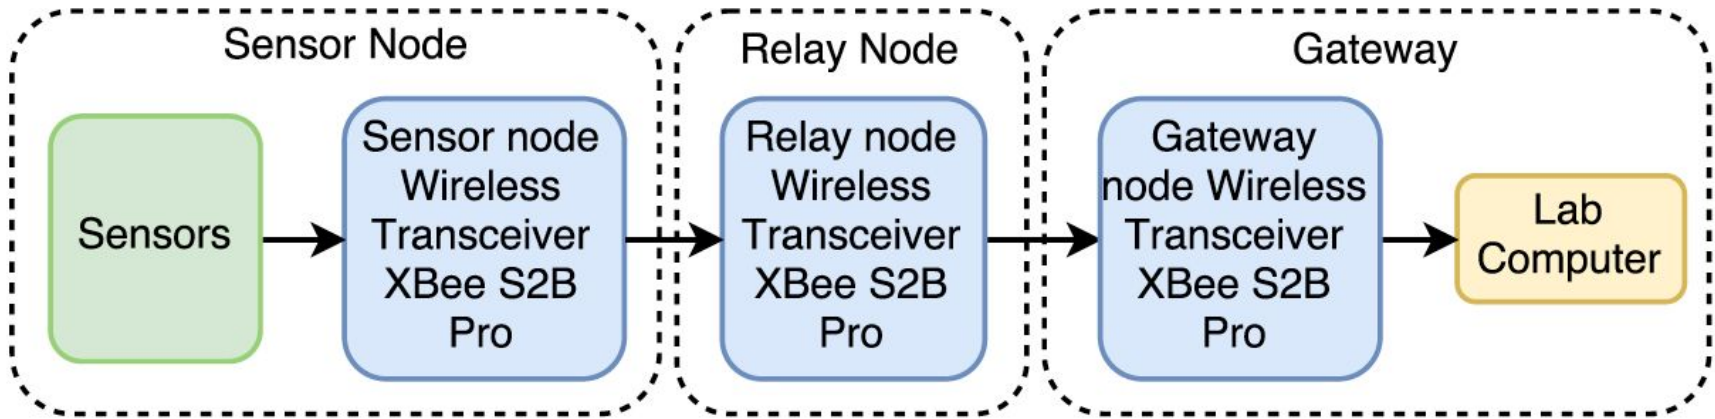 Sensor Node
Relay Node
Gateway
Sensors
Sensor node
Wireless
Transceiver
XBee S2B
Pro
Relay node
Wireless
Transceiver
XBee S2B
Pro
Gateway
node Wireless
Transceiver
XBee S2B
Pro
Lab
Computer